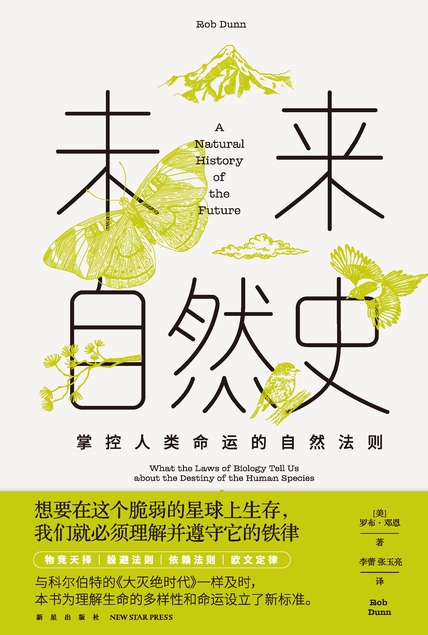 Rob Dunn
未来
A
Natural
History
of
the
Future
自然史
掌控人类命运的自然法则
What the Laws of Biology Tell Us
about the Destiny of the Human Species
想要在这个脆弱的星球上生存，
我们就必须理解并遵守它的铁律
物竞天择｜躲避法则｜依赖法则｜欧文定律
与科尔伯特的《大灭绝时代》一样及时，
本书为理解生命的多样性和命运设立了新标准。
新星出版社 NEW STAR PRESS
[美]
罗布·邓恩
著
李蕾 张玉亮
译
Rob
Dunn